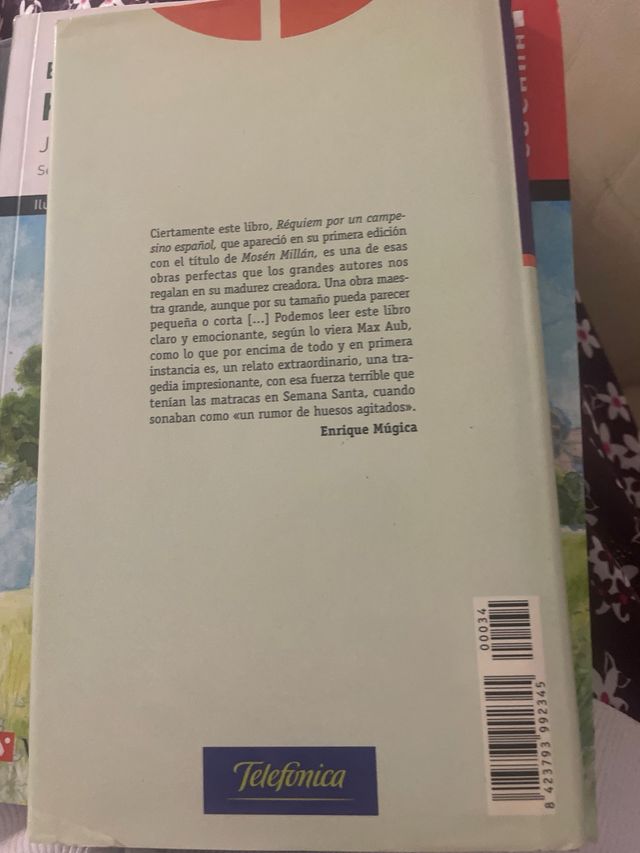 Ciertamente este libro, Réquiem por un campe-
sino español, que apareció en su primera edición
con el título de Mosén Millán, es una de esas
obras perfectas que los grandes autores nos
regalan en su madurez creadora. Una obra maes-
tra grande, aunque por su tamaño pueda parecer
pequeña o corta [...] Podemos leer este libro
claro y emocionante, según lo viera Max Aub,
como lo que por encima de todo y en primera
instancia es, un relato extraordinario, una tra-
gedia impresionante, con esa fuerza terrible que
tenían las matracas en Semana Santa, cuando
sonaban como «un rumor de huesos agitados».
Enrique Múgica
00034
8 423793 992345
Telefónica